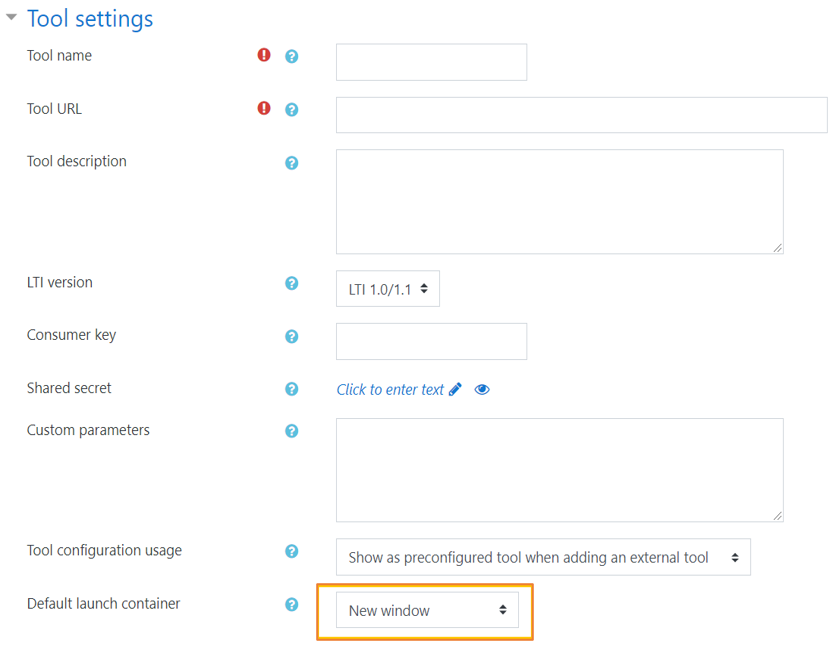 Tool settings
Tool name
Tool URL
Tool description
LTI version
LTI 1.0/1.1
Consumer key
Shared secret
Click to enter text
Custom parameters
Tool configuration usage
Show as preconfigured tool when adding an external tool
Default launch container
New window